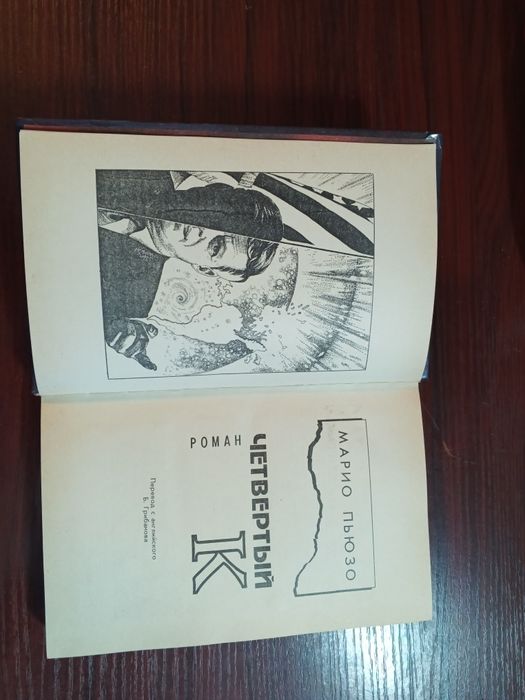 МАРИО ПЬЮЗО
ЧЕТВЕРТЫЙ
К
РОМАН
Перевод с английского
Б. Грибанова